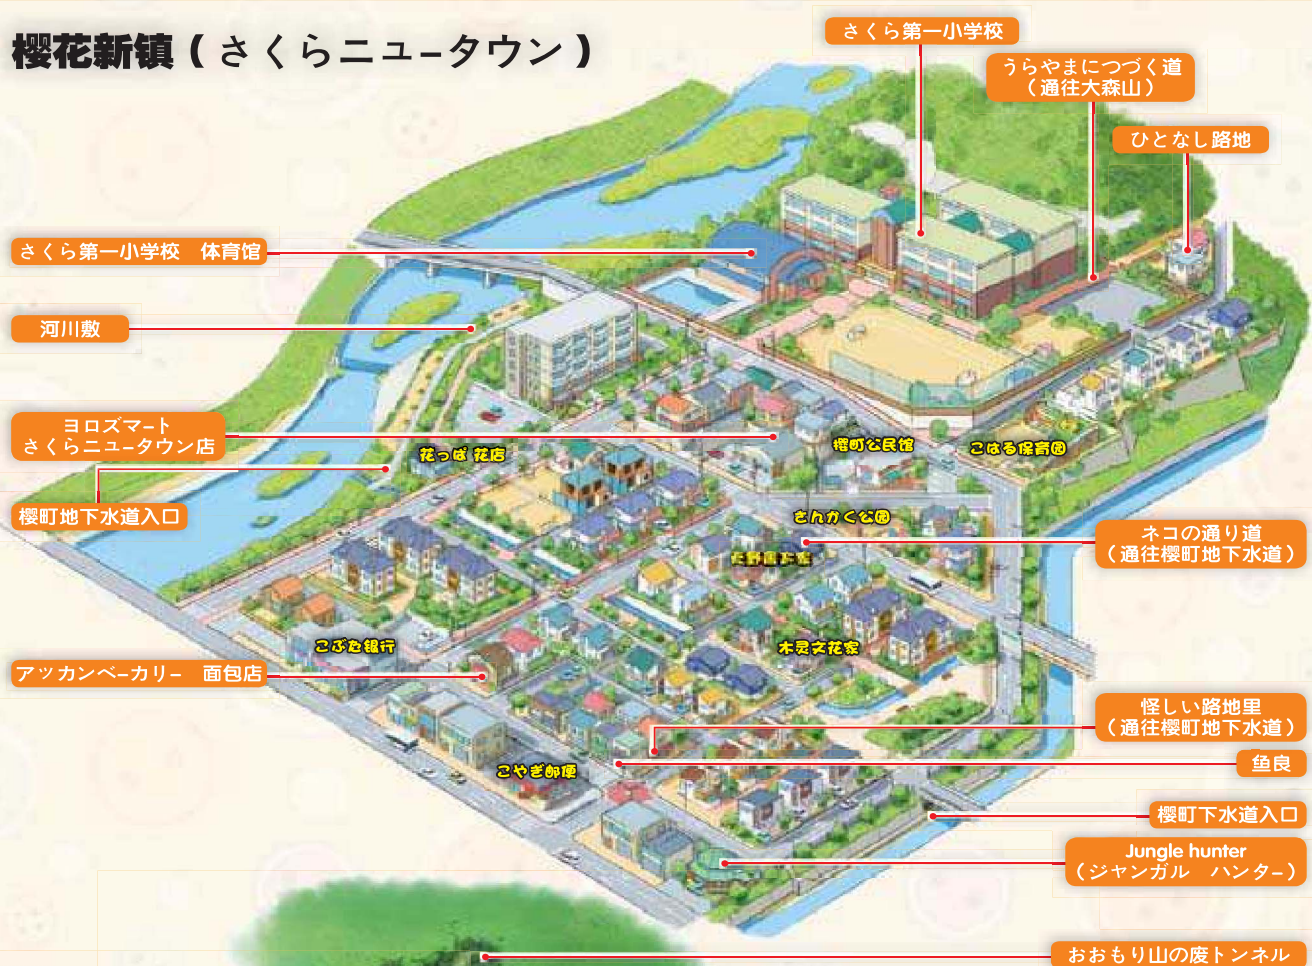 樱花新镇（さくらニュータウン）
さくら第一小学校
うらやまにつづく道
（通往大森山）
ひとなし路地
さくら第一小学校　体育馆
河川敷
ヨロズマート
さくらニュータウン店
花っぱ 花店
樱町公民馆
こはる保育园
樱町地下水道入口
さんかく公园
ネコの通り道
（通往樱町地下水道）
こぶた银行
木灵文花家
アッカンベーカリー　面包店
怪しい路地里
（通往樱町地下水道）
鱼良
こやぎ邮便
樱町下水道入口
Jungle hunter
（ジャンガル　ハンター）
おおもり山の废トンネル